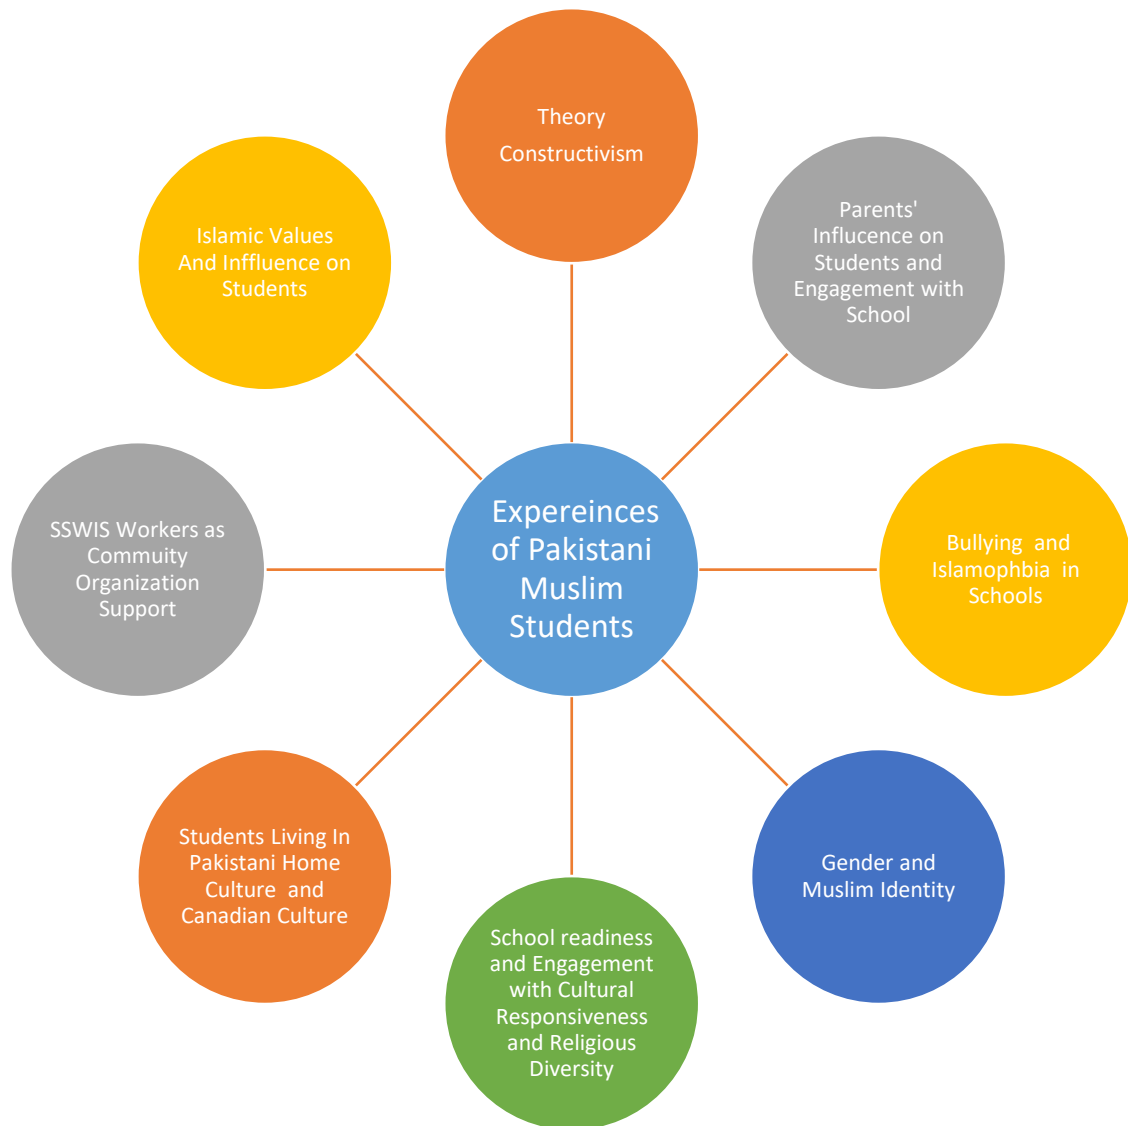 Theory
Constructivism
Parents'
Influcence on
Students and
Engagement with
School
Bullying and
Islamophbia in
Schools
Gender and
Muslim Identity
School readiness
and Engagement
with Cultural
Responsiveness
and Religious
Diversity
Students Living In
Pakistani Home
Culture and
Canadian Culture
SSWIS Workers as
Commuity
Organization
Support
Islamic Values
And Inffluence on
Students
Expereinces
of Pakistani
Muslim
Students